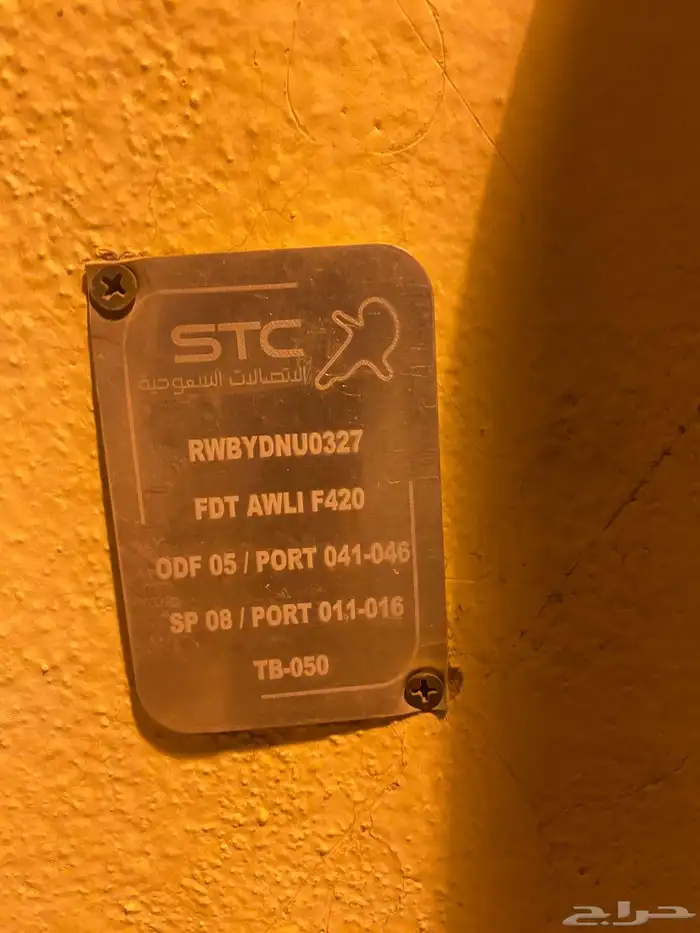 STC
الاتصالات السعودية
RWBYDNU0327
FDT AWLI F420
ODF 05 / PORT 041-046
SP 08 / PORT 011-016
TB-050
حراج